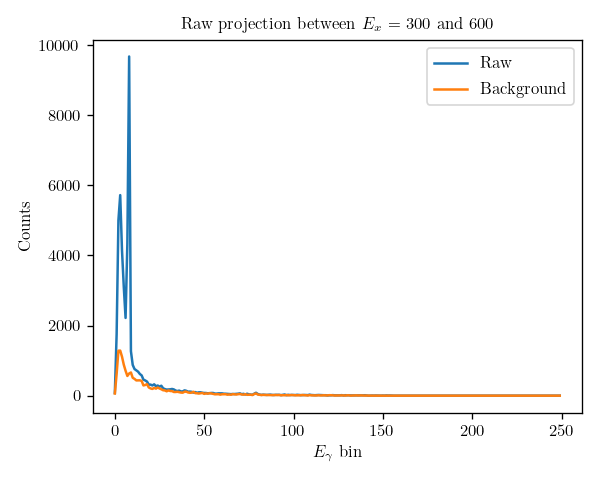 Raw projection between $E_x$ = 300 and 600
Raw
Background
Counts
10000
8000
6000
4000
2000
0
0 50 100 150 200 250
$E_\gamma$ bin